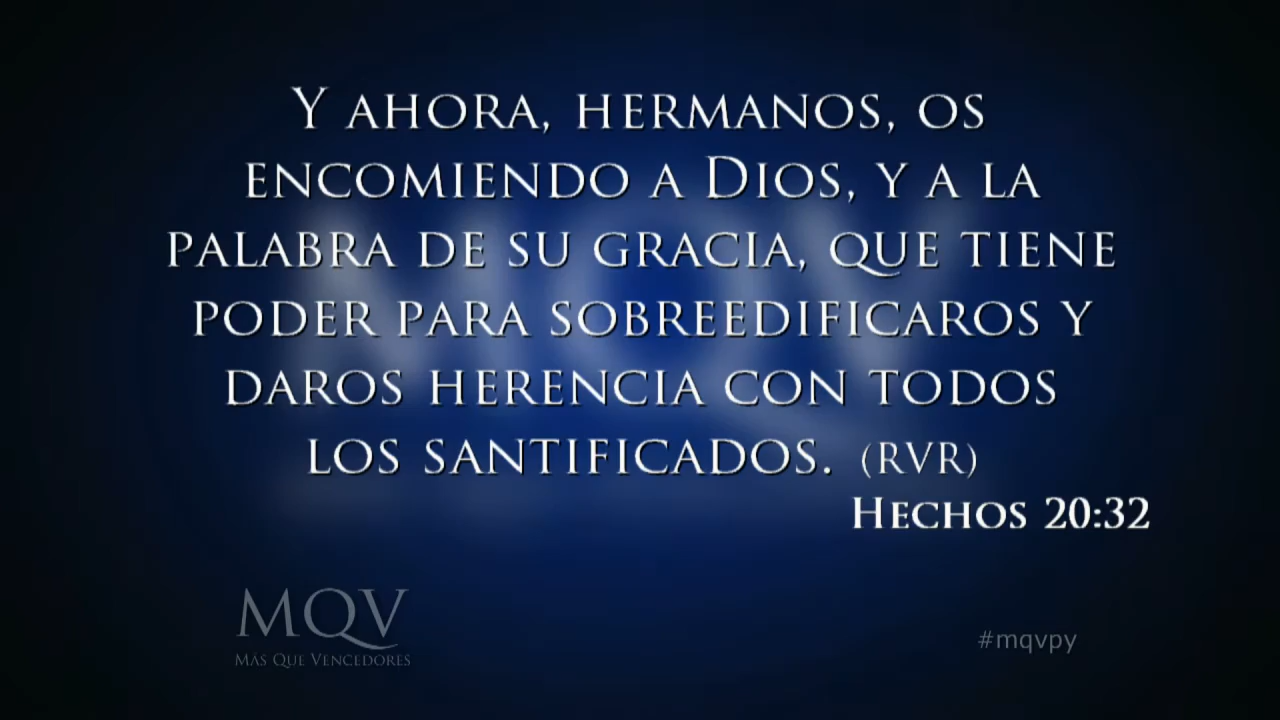 Y AHORA, HERMANOS, OS
ENCOMIENDO A DIOS, Y A LA
PALABRA DE SU GRACIA, QUE TIENE
PODER PARA SOBREEDIFICAROS Y
DAROS HERENCIA CON TODOS
LOS SANTIFICADOS. (RVR)
HECHOS 20:32
MQV
MÁS QUE VENCEDORES
#mqvpy